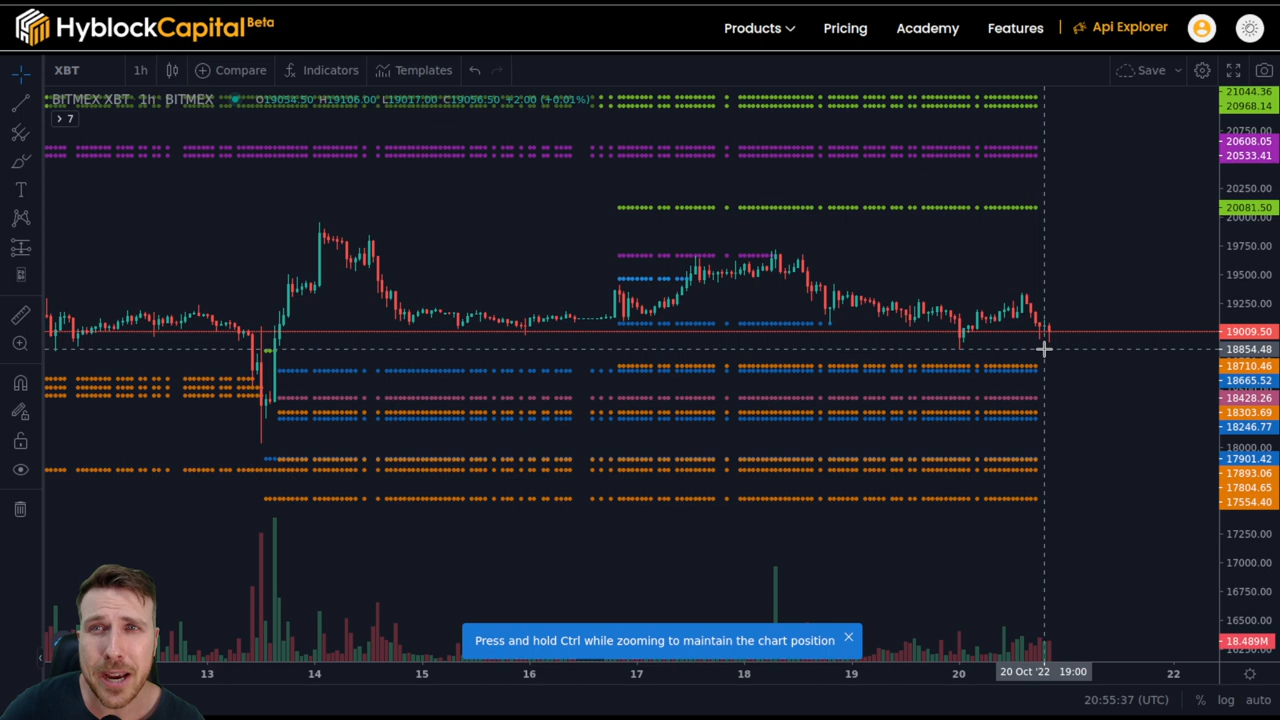 HyblockCapital Beta
Products
Pricing
Academy
Features
Api Explorer
XBT
1h
Compare
Indicators
Templates
Save
BITMEX XBT 1h BITMEX
O19054.50 H19106.00 L19017.00 C19056.50 +2.00 (+0.01%)
7
21044.36
20968.14
20750.00
20608.05
20533.41
20250.00
20081.50
20000.00
19750.00
19500.00
19250.00
19009.50
18854.48
18710.46
18665.52
18428.26
18303.69
18246.77
18000.00
17901.42
17893.06
17804.65
17554.40
17250.00
17000.00
16750.00
16500.00
18.489M
Press and hold Ctrl while zooming to maintain the chart position
13
14
15
16
17
18
19
20
20 Oct '22 19:00
22
20:55:37 (UTC)
%
log
auto